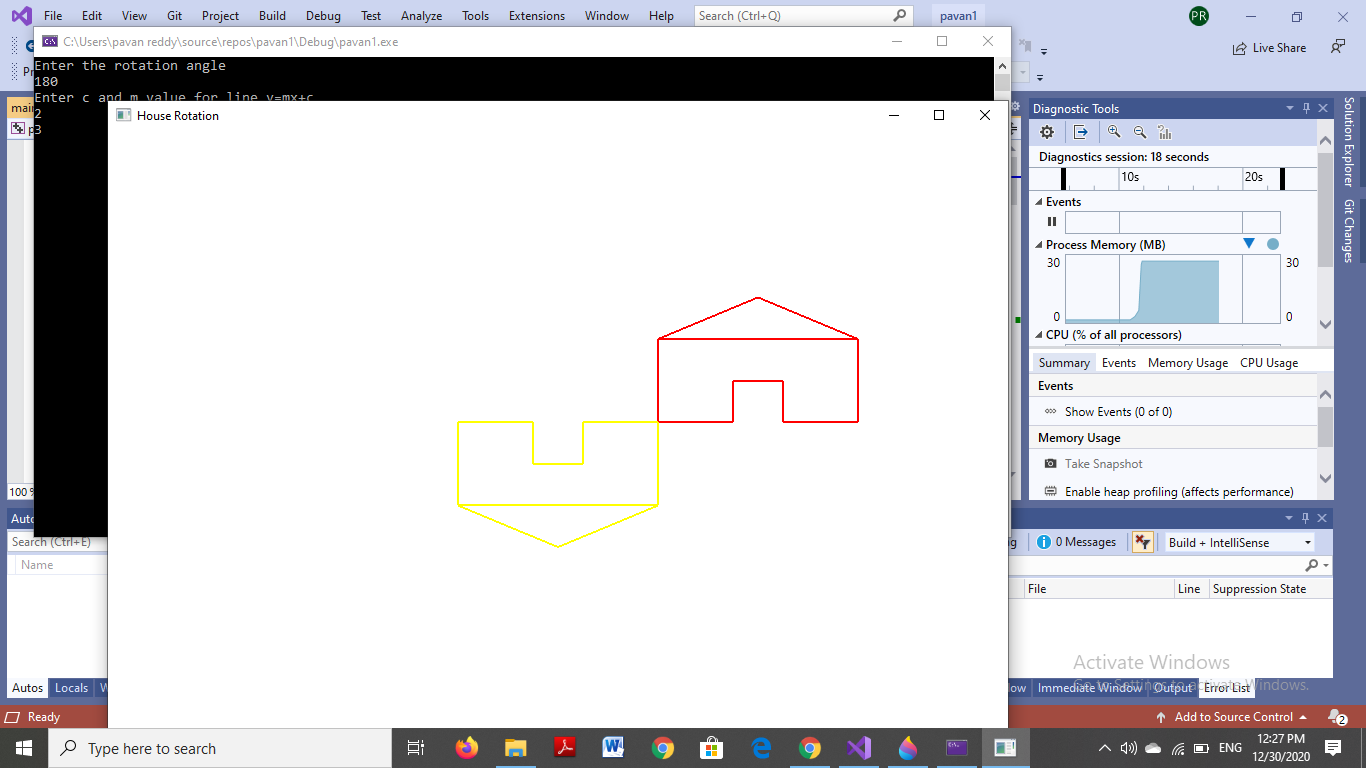 File Edit View Git Project Build Debug Test Analyze Tools Extensions Window Help Search (Ctrl+Q) pavan1 PR
C:\Users\pavan reddy\source\repos\pavan1\Debug\pavan1.exe
Live Share
Enter the rotation angle
180
Enter c and m value for line y=mx+c
2
3
House Rotation
Diagnostic Tools
Diagnostics session: 18 seconds
10s 20s
Events
Process Memory (MB)
30 30
0 0
CPU (% of all processors)
Summary Events Memory Usage CPU Usage
Events
Show Events (0 of 0)
Memory Usage
Take Snapshot
Enable heap profiling (affects performance)
Solution Explorer
Git Changes
100 %
Search (Ctrl+E)
Name
0 Messages Build + IntelliSense
File Line Suppression State
Activate Windows
Go to Settings to activate Windows.
Autos Locals
Immediate Window Output Error List
Ready Add to Source Control 2
Type here to search
ENG
12:27 PM
12/30/2020